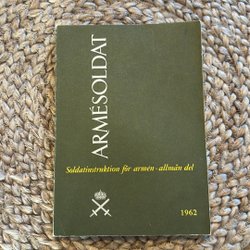 ARMÉSOLDAT
Soldatinstruktion för armén - allmän del
1962